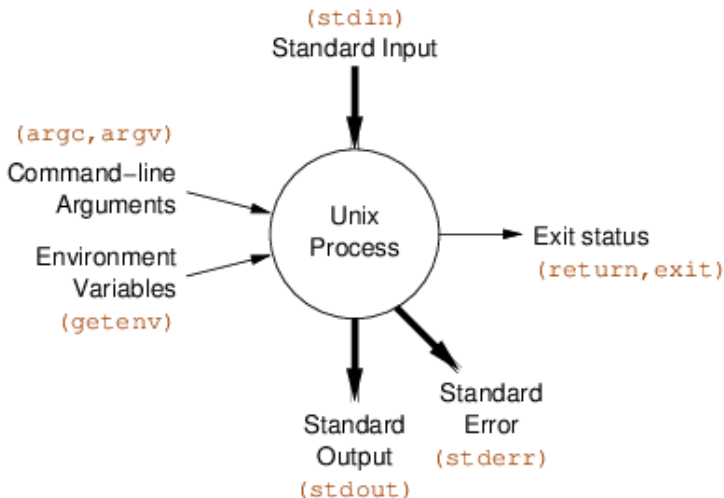 (stdin)
Standard Input
(argc,argv)
Command-line
Arguments
Environment
Variables
(getenv)
Unix
Process
Exit status
(return,exit)
Standard
Output
(stdout)
Standard
Error
(stderr)